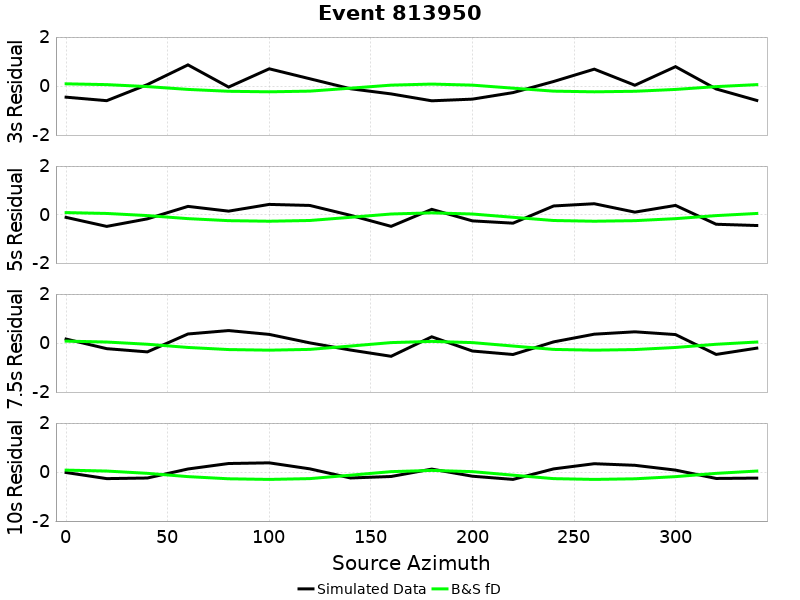 Event 813950
3s Residual
2
0
-2
5s Residual
2
0
-2
7.5s Residual
2
0
-2
10s Residual
2
0
-2
0 50 100 150 200 250 300
Source Azimuth
Simulated Data B&S fD